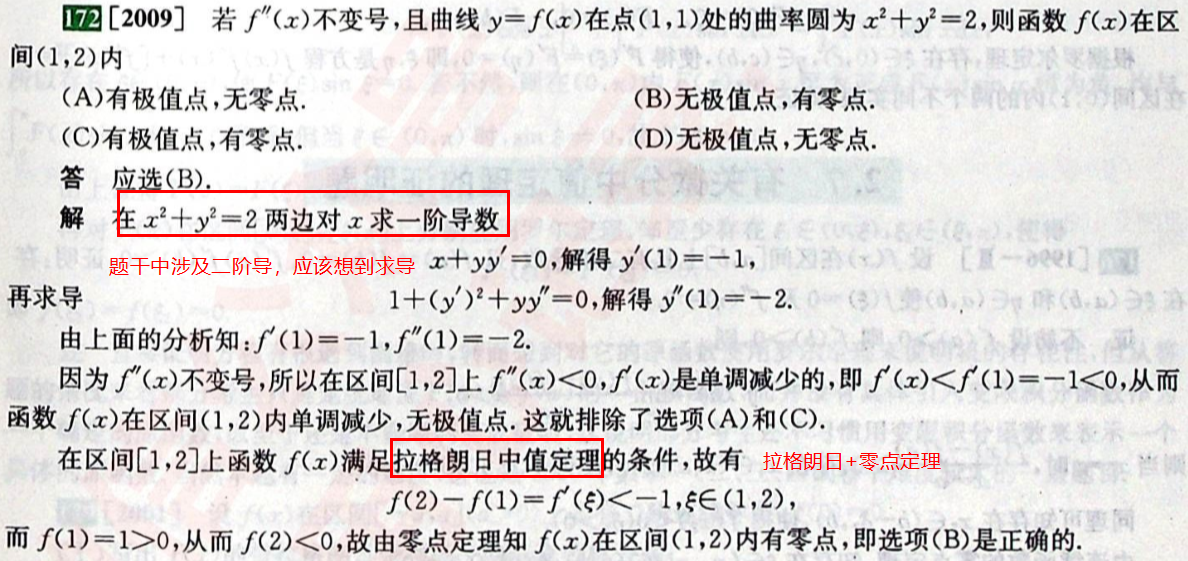 172 [2009] 若 f″(x)不变号,且曲线 y=f(x)在点(1,1)处的曲率圆为 x²+y²=2,则函数 f(x)在区
间(1,2)内
(A)有极值点,无零点. (B)无极值点,有零点.
(C)有极值点,有零点. (D)无极值点,无零点.
答 应选(B).
解 在 x²+y²=2 两边对 x 求一阶导数
题干中涉及二阶导，应该想到求导 x+yy′=0,解得 y′(1)=-1,
再求导 1+(y′)²+yy″=0,解得 y″(1)=-2.
由上面的分析知:f′(1)=-1,f″(1)=-2.
因为 f″(x)不变号,所以在区间[1,2]上 f″(x)<0,f′(x)是单调减少的,即 f′(x)<f′(1)=-1<0,从而
函数 f(x)在区间(1,2)内单调减少,无极值点.这就排除了选项(A)和(C).
在区间[1,2]上函数 f(x)满足拉格朗日中值定理的条件,故有 拉格朗日+零点定理
f(2)-f(1)=f′(ξ)<-1,ξ∈(1,2),
而 f(1)=1>0,从而 f(2)<0,故由零点定理知 f(x)在区间(1,2)内有零点,即选项(B)是正确的.